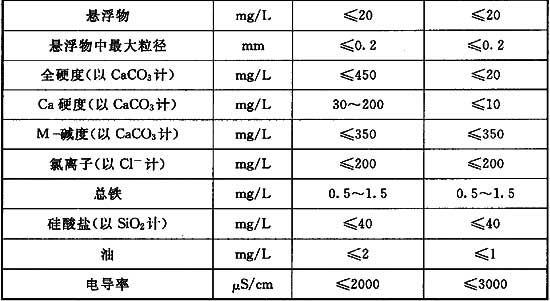 悬浮物 mg/L ≤20 ≤20
悬浮物中最大粒径 mm ≤0.2 ≤0.2
全硬度(以 CaCO₃计) mg/L ≤450 ≤20
Ca 硬度(以 CaCO₃计) mg/L 30~200 ≤10
M-碱度(以 CaCO₃计) mg/L ≤350 ≤350
氯离子(以 Cl⁻计) mg/L ≤200 ≤200
总铁 mg/L 0.5~1.5 0.5~1.5
硅酸盐(以 SiO₂计) mg/L ≤40 ≤40
油 mg/L ≤2 ≤1
电导率 μS/cm ≤2000 ≤3000